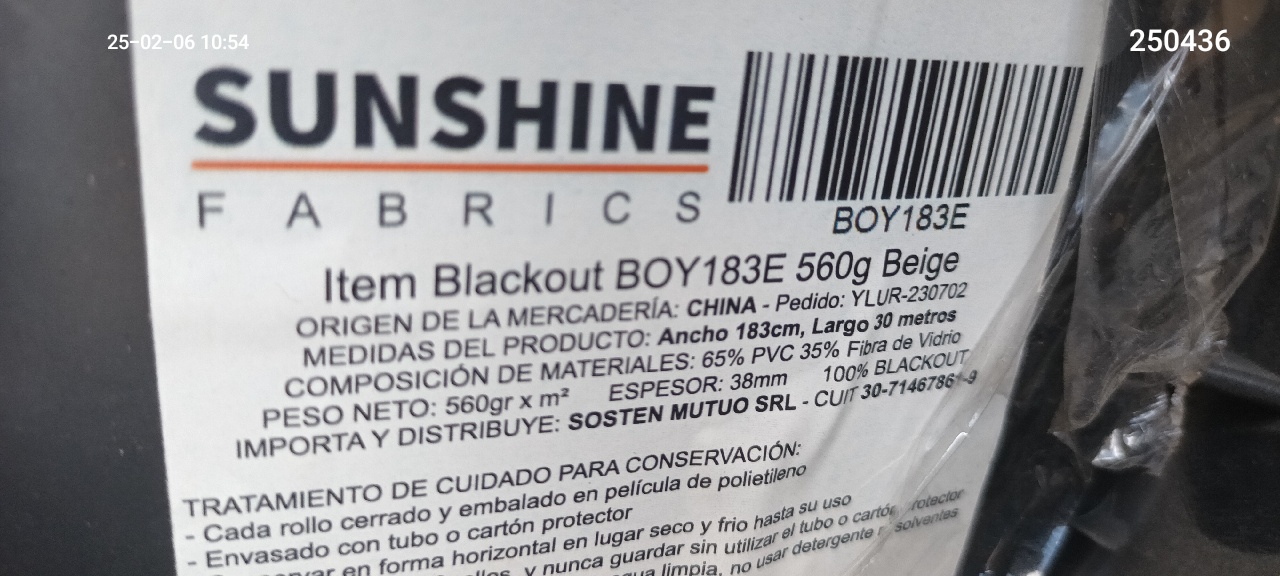 25-02-06 10:54
250436
SUNSHINE
FABRICS
BOY183E
Item Blackout BOY183E 560g Beige
ORIGEN DE LA MERCADERÍA: CHINA - Pedido: YLUR-230702
MEDIDAS DEL PRODUCTO: Ancho 183cm, Largo 30 metros
COMPOSICIÓN DE MATERIALES: 65% PVC 35% Fibra de Vidrio
PESO NETO: 560gr x m² ESPESOR: 38mm 100% BLACKOUT
IMPORTA Y DISTRIBUYE: SOSTEN MUTUO SRL - CUIT
TRATAMIENTO DE CUIDADO PARA CONSERVACIÓN:
- Cada rollo cerrado y embalado en película de polietileno
- Envasado con tubo o cartón protector
en forma horizontal en lugar seco y frio hasta su uso
y nunca guardar sin utilizar el tubo o cartón protector
limpia, no usar detergente solventes